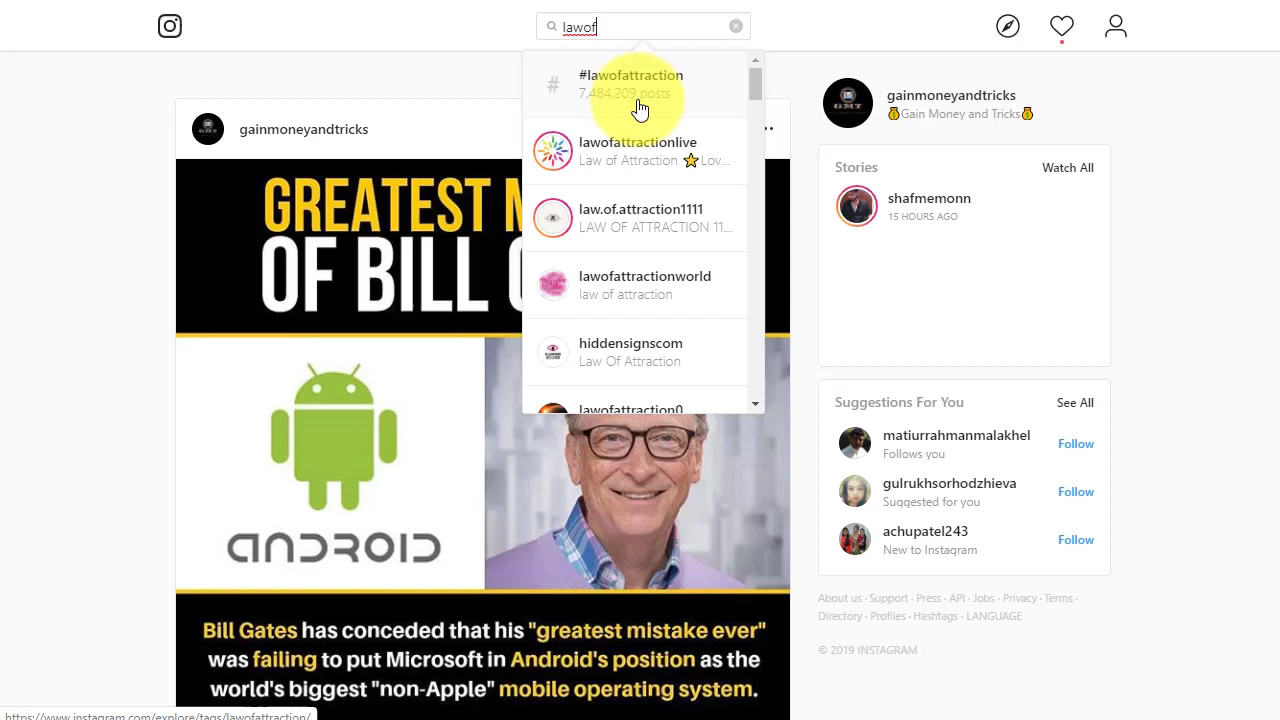 lawof
#lawofattraction
7,484,209 posts
lawofattractionlive
Law of Attraction ⭐Lov...
law.of.attraction1111
LAW OF ATTRACTION 11...
lawofattractionworld
law of attraction
hiddensignscom
Law Of Attraction
lawofattraction0
gainmoneyandtricks
GREATEST M
OF BILL
ANDROID
Bill Gates has conceded that his "greatest mistake ever"
was failing to put Microsoft in Android's position as the
world's biggest "non-Apple" mobile operating system.
gainmoneyandtricks
💰Gain Money and Tricks💰
Stories
Watch All
shafmemonn
15 HOURS AGO
Suggestions For You
See All
matiurrahmanmalakhel
Follows you
Follow
gulrukhsorhodzhieva
Suggested for you
Follow
achupatel243
New to Instagram
Follow
About us · Support · Press · API · Jobs · Privacy · Terms ·
Directory · Profiles · Hashtags · LANGUAGE
© 2019 INSTAGRAM
https://www.instagram.com/explore/tags/lawofattraction/